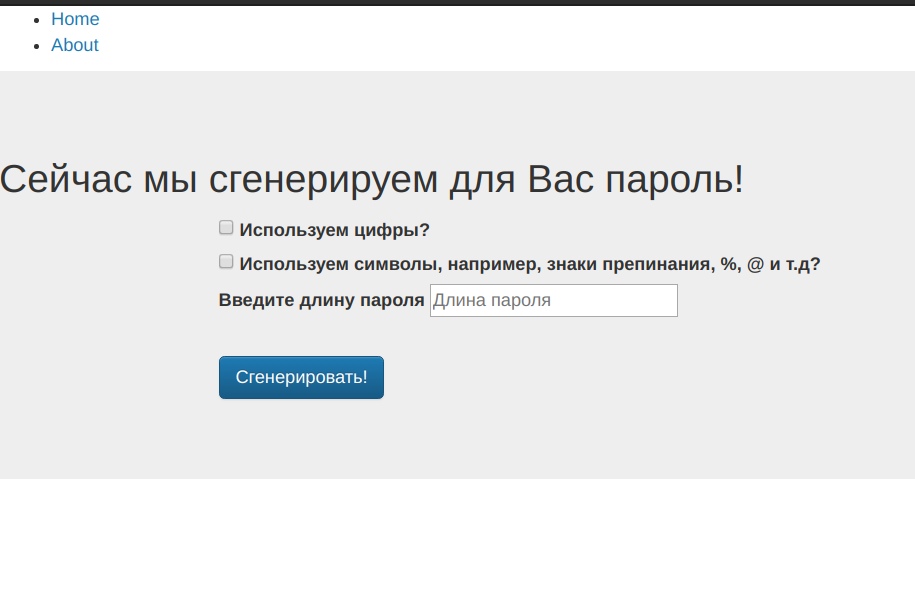 Home
About
Сейчас мы сгенерируем для Вас пароль!
Используем цифры?
Используем символы, например, знаки препинания, %, @ и т.д?
Введите длину пароля Длина пароля
Сгенерировать!